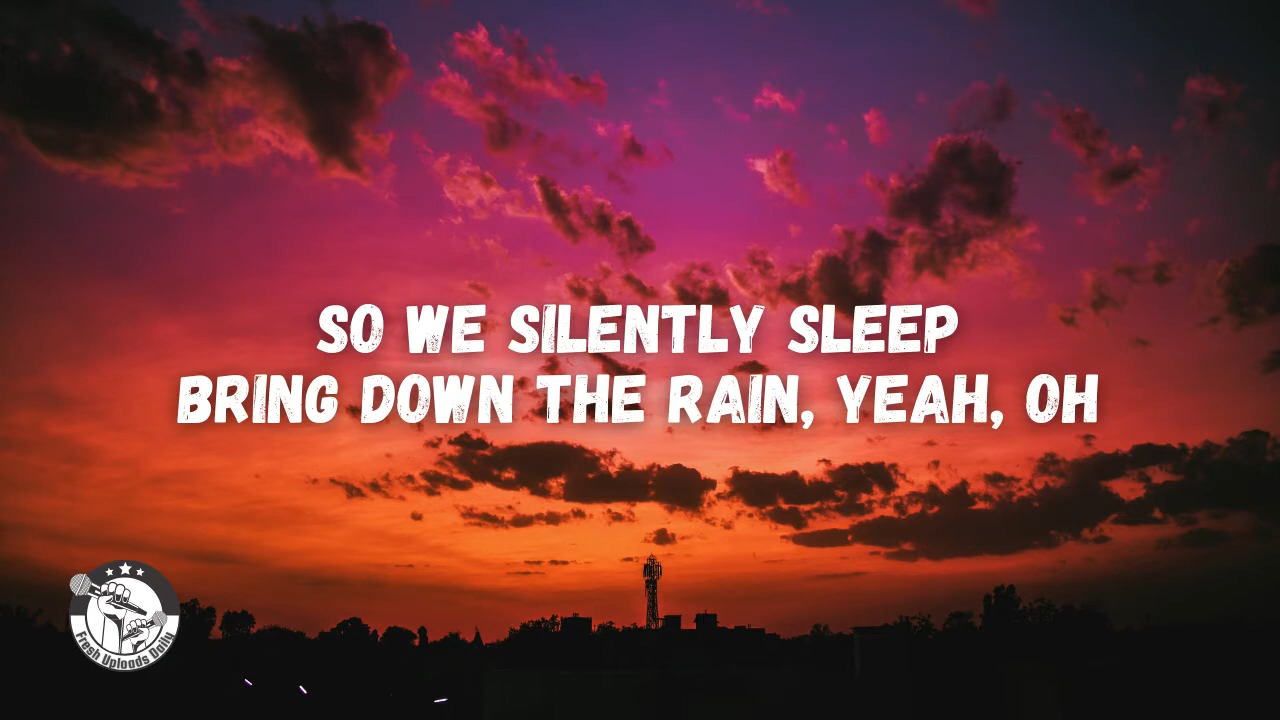 SO WE SILENTLY SLEEP
BRING DOWN THE RAIN, YEAH, OH
Fresh Uploads Daily